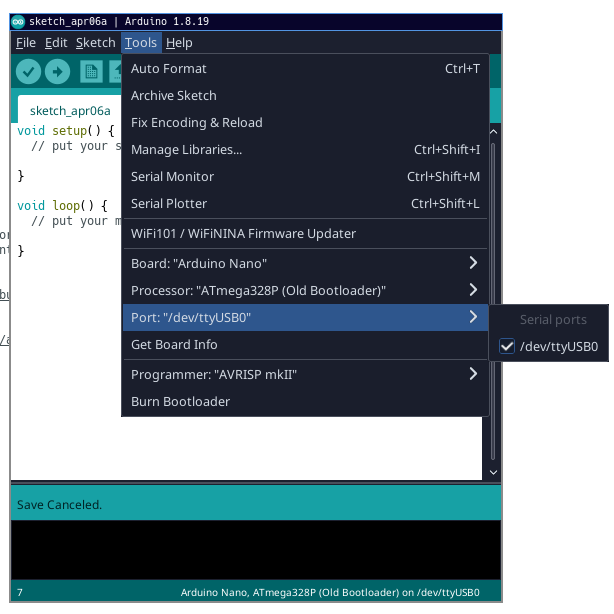 sketch_apr06a | Arduino 1.8.19
File Edit Sketch Tools Help
Auto Format Ctrl+T
Archive Sketch
Fix Encoding & Reload
Manage Libraries... Ctrl+Shift+I
Serial Monitor Ctrl+Shift+M
Serial Plotter Ctrl+Shift+L
WiFi101 / WiFiNINA Firmware Updater
Board: "Arduino Nano"
Processor: "ATmega328P (Old Bootloader)"
Port: "/dev/ttyUSB0"
Get Board Info
Programmer: "AVRISP mkII"
Burn Bootloader
Serial ports
/dev/ttyUSB0
sketch_apr06a
void setup() {
// put your s
}
void loop() {
// put your m
}
Save Canceled.
7 Arduino Nano, ATmega328P (Old Bootloader) on /dev/ttyUSB0